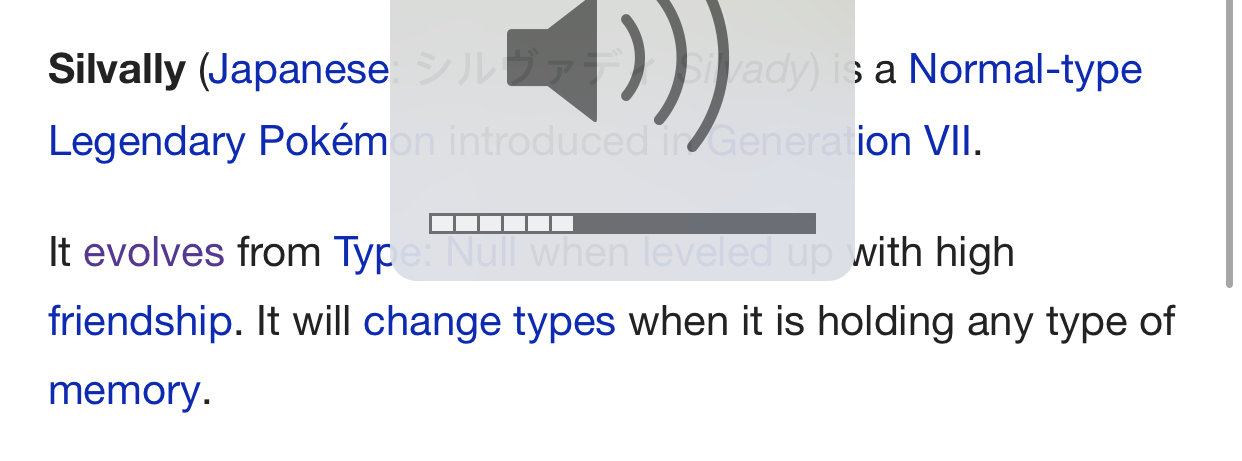 Silvally (Japanese: シルヴァディ Silvady) is a Normal-type
Legendary Pokémon introduced in Generation VII.
It evolves from Type: Null when leveled up with high
friendship. It will change types when it is holding any type of
memory.